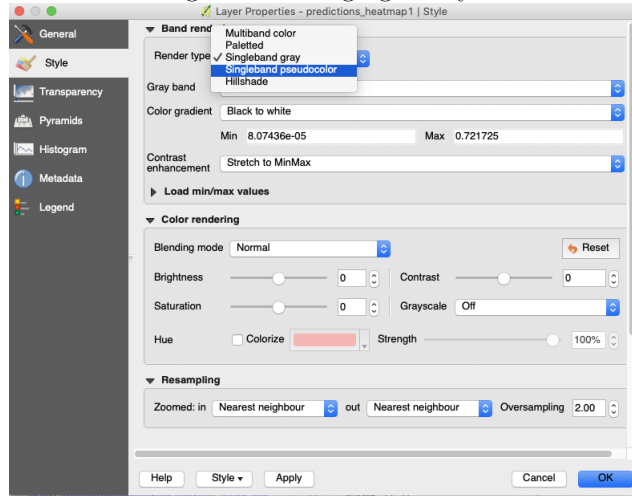 Layer Properties - predictions_heatmap1 | Style
General
Style
Transparency
Pyramids
Histogram
Metadata
Legend
Band rend
Render type
Multiband color
Paletted
✓ Singleband gray
Singleband pseudocolor
Hillshade
Gray band
Color gradient Black to white
Min 8.07436e-05 Max 0.721725
Contrast
enhancement Stretch to MinMax
Load min/max values
Color rendering
Blending mode Normal Reset
Brightness 0 Contrast 0
Saturation 0 Grayscale Off
Hue Colorize Strength 100%
Resampling
Zoomed: in Nearest neighbour out Nearest neighbour Oversampling 2.00
Help Style Apply Cancel OK